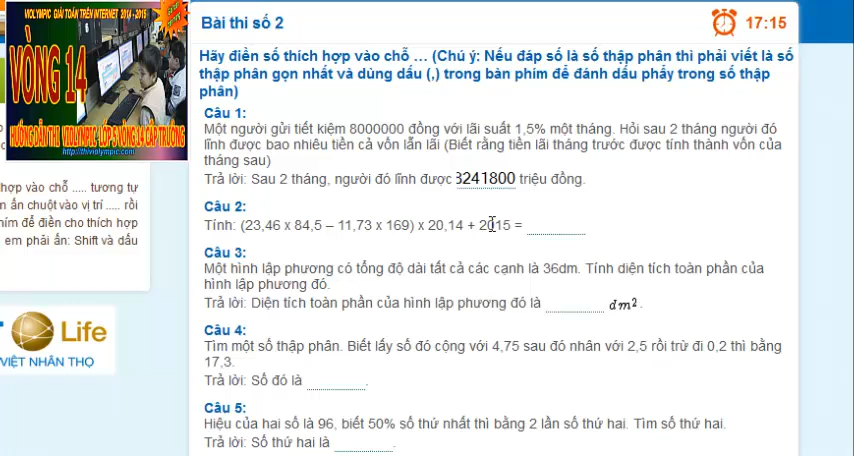 VIOLYMPIC GIẢI TOÁN TRÊN INTERNET 2014 - 2015
VÒNG 14
HƯỚNG DẪN THI VIOLYMPIC LỚP 5 VÒNG 14 CẤP TRƯỜNG
http://thiviolympic.com
hợp vào chỗ ..... tương tự
n ấn chuột vào vị trí ..... rồi
hím để điền cho thích hợp
em phải ấn: Shift và dấu
Life
VIỆT NHÂN THỌ
Bài thi số 2
17:15
Hãy điền số thích hợp vào chỗ ... (Chú ý: Nếu đáp số là số thập phân thì phải viết là số
thập phân gọn nhất và dùng dấu (,) trong bàn phím để đánh dấu phẩy trong số thập
phân)
Câu 1:
Một người gửi tiết kiệm 8000000 đồng với lãi suất 1,5% một tháng. Hỏi sau 2 tháng người đó
lĩnh được bao nhiêu tiền cả vốn lẫn lãi (Biết rằng tiền lãi tháng trước được tính thành vốn của
tháng sau)
Trả lời: Sau 2 tháng, người đó lĩnh được 3241800 triệu đồng.
Câu 2:
Tính: (23,46 x 84,5 – 11,73 x 169) x 20,14 + 2015 =
Câu 3:
Một hình lập phương có tổng độ dài tất cả các cạnh là 36dm. Tính diện tích toàn phần của
hình lập phương đó.
Trả lời: Diện tích toàn phần của hình lập phương đó là dm².
Câu 4:
Tìm một số thập phân. Biết lấy số đó cộng với 4,75 sau đó nhân với 2,5 rồi trừ đi 0,2 thì bằng
17,3.
Trả lời: Số đó là .
Câu 5:
Hiệu của hai số là 96, biết 50% số thứ nhất thì bằng 2 lần số thứ hai. Tìm số thứ hai.
Trả lời: Số thứ hai là .